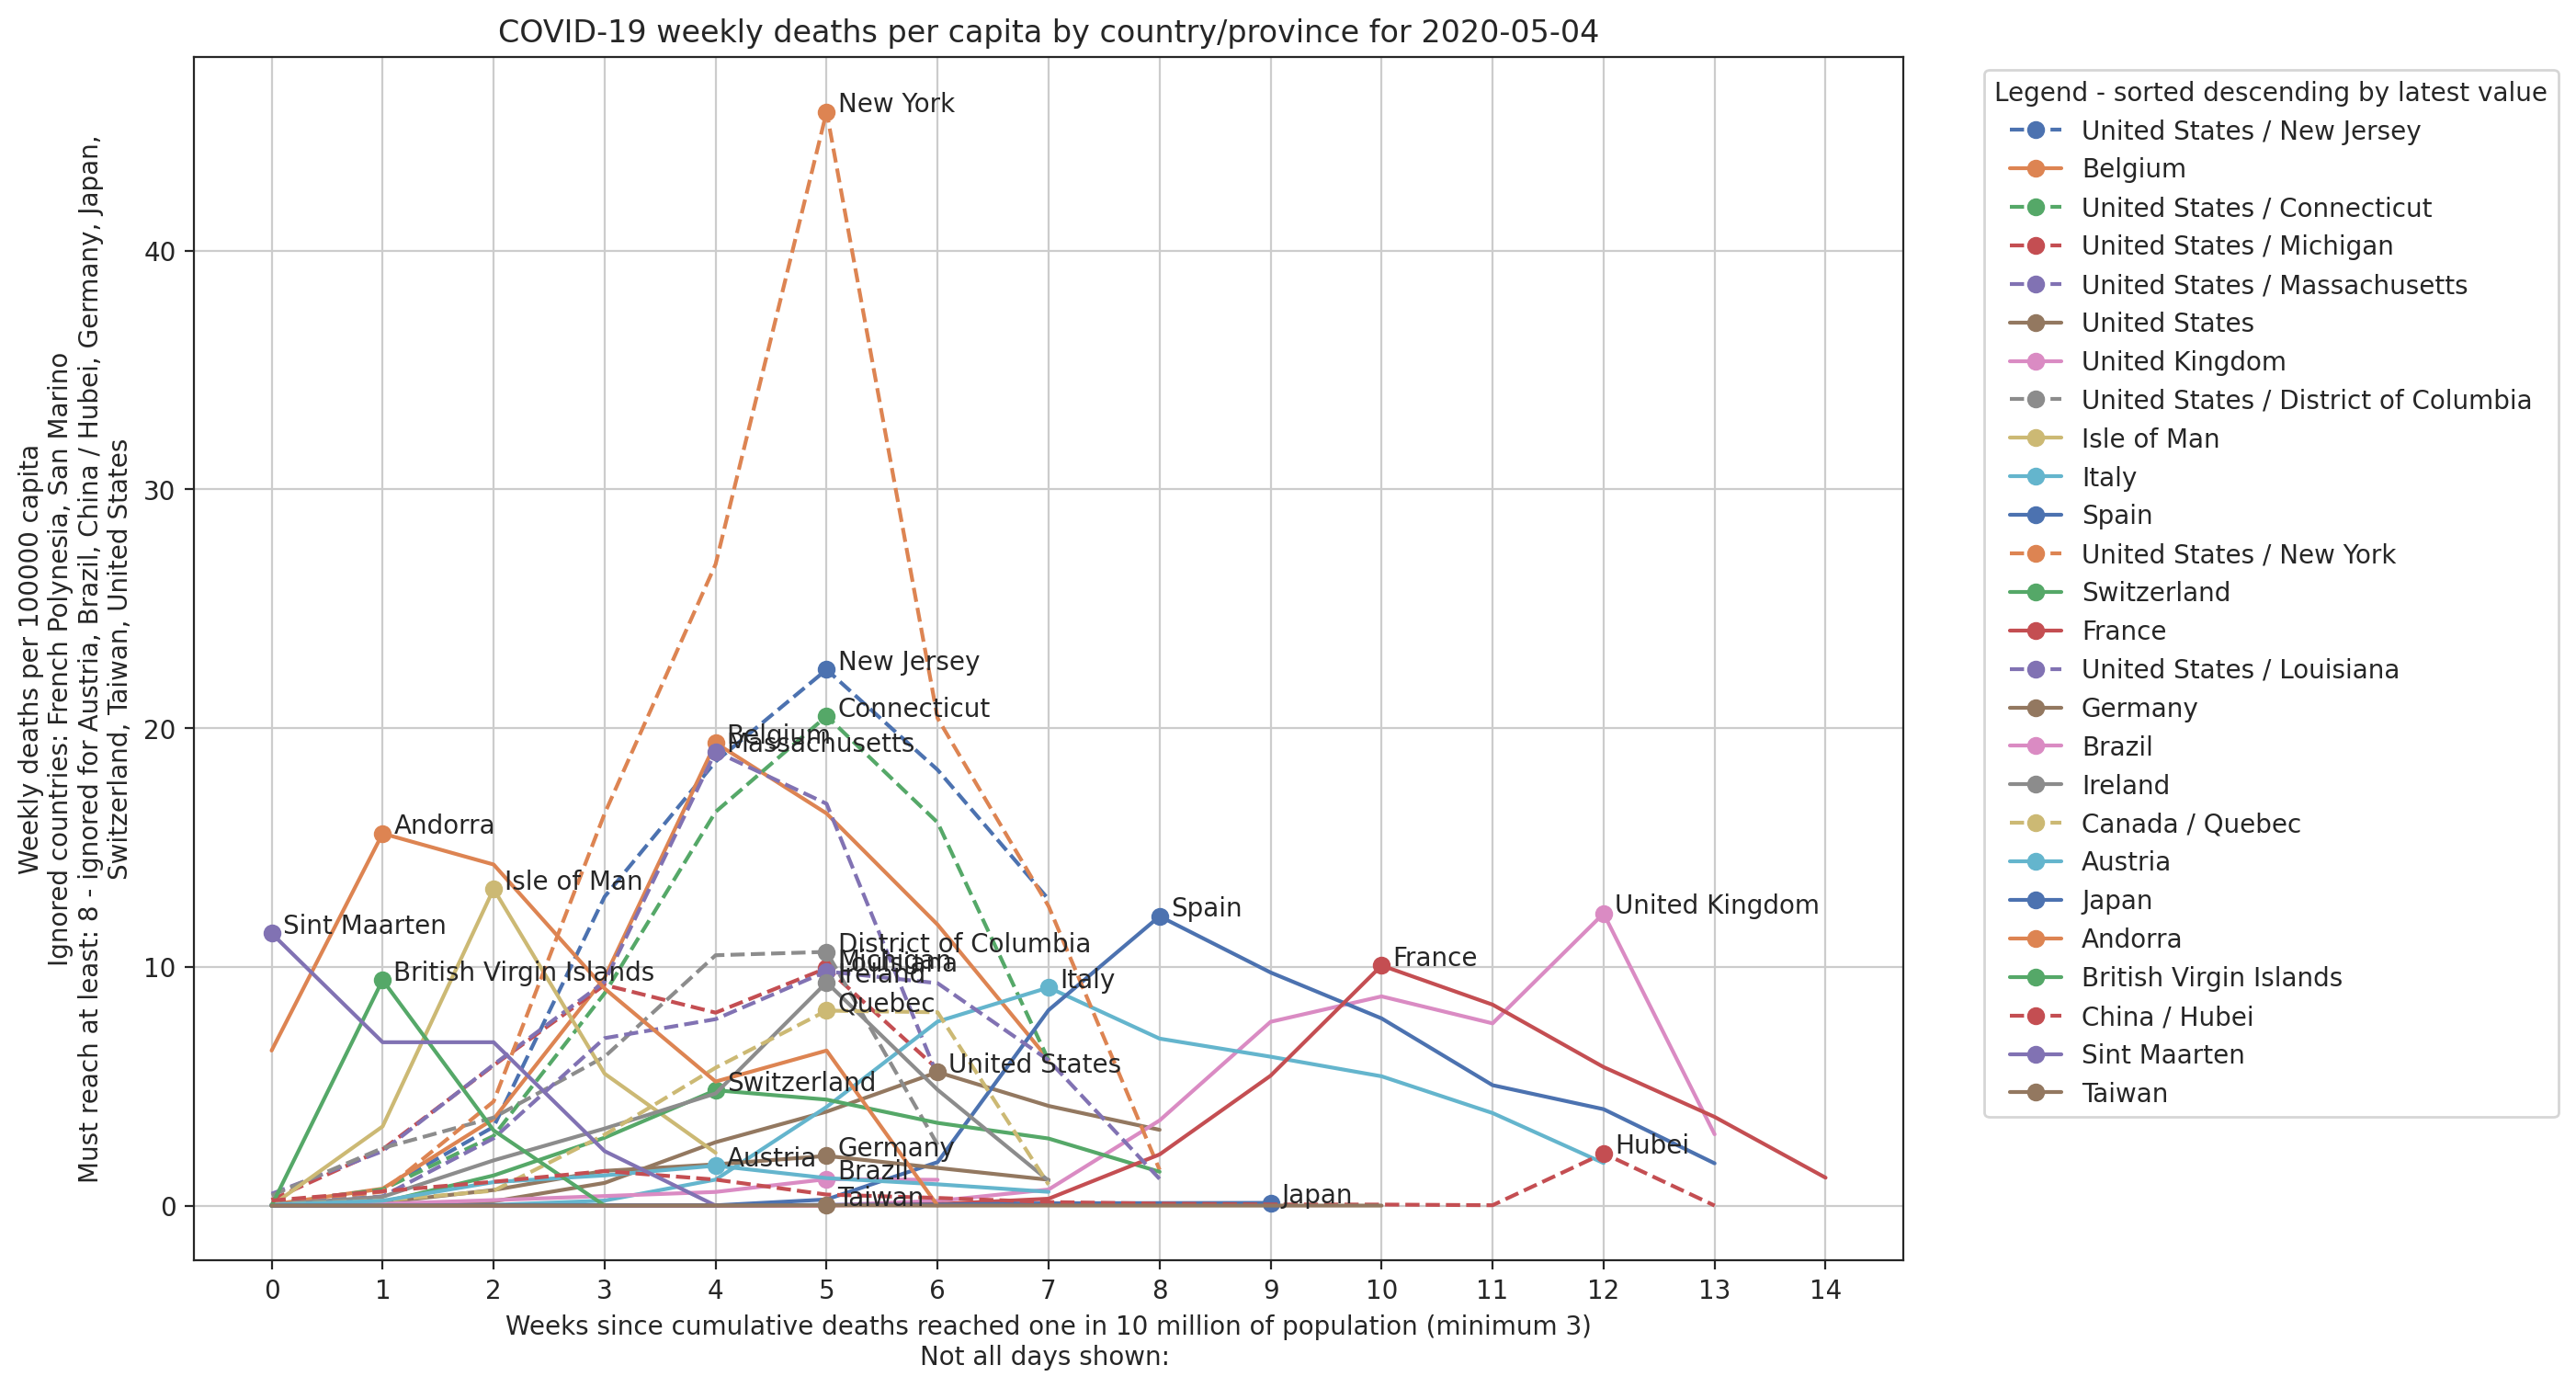 COVID-19 weekly deaths per capita by country/province for 2020-05-04
Weekly deaths per 100000 capita
Ignored countries: French Polynesia, San Marino
Must reach at least: 8 - ignored for Austria, Brazil, China / Hubei, Germany, Japan,
Switzerland, Taiwan, United States
40
30
20
10
0
New York
New Jersey
Connecticut
Belgium
Massachusetts
Andorra
Isle of Man
Sint Maarten
British Virgin Islands
Spain
United Kingdom
District of Columbia
Michigan
Louisiana
Ireland
Italy
France
Quebec
United States
Switzerland
Germany
Austria
Brazil
Taiwan
Japan
Hubei
0 1 2 3 4 5 6 7 8 9 10 11 12 13 14
Weeks since cumulative deaths reached one in 10 million of population (minimum 3)
Not all days shown:
Legend - sorted descending by latest value
United States / New Jersey
Belgium
United States / Connecticut
United States / Michigan
United States / Massachusetts
United States
United Kingdom
United States / District of Columbia
Isle of Man
Italy
Spain
United States / New York
Switzerland
France
United States / Louisiana
Germany
Brazil
Ireland
Canada / Quebec
Austria
Japan
Andorra
British Virgin Islands
China / Hubei
Sint Maarten
Taiwan